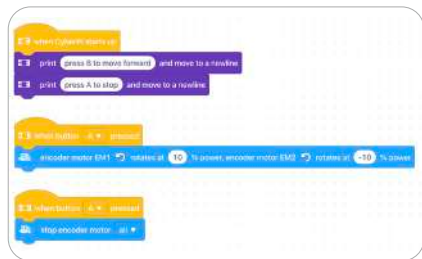 when CyberPi starts up
print press B to move forward and move to a newline
print press A to stop and move to a newline
when button A pressed
encoder motor EM1 rotates at 10 % power, encoder motor EM2 rotates at -10 % power
when button A pressed
stop encoder motor all